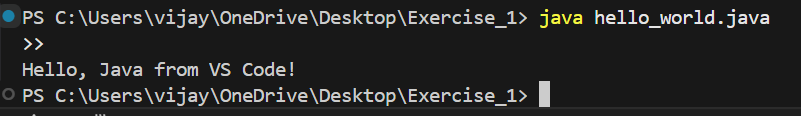 PS C:\Users\vijay\OneDrive\Desktop\Exercise_1> java hello_world.java
>>
Hello, Java from VS Code!
PS C:\Users\vijay\OneDrive\Desktop\Exercise_1>